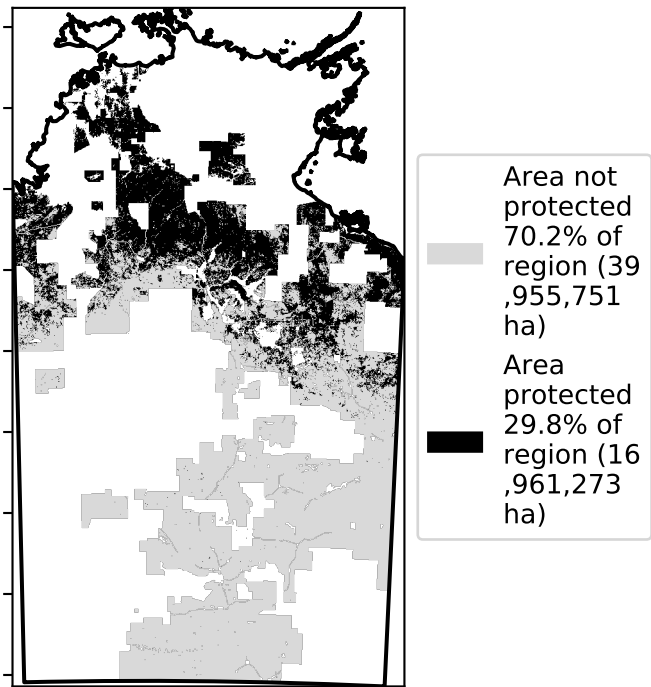 Area not
protected
70.2% of
region (39
,955,751
ha)
Area
protected
29.8% of
region (16
,961,273
ha)